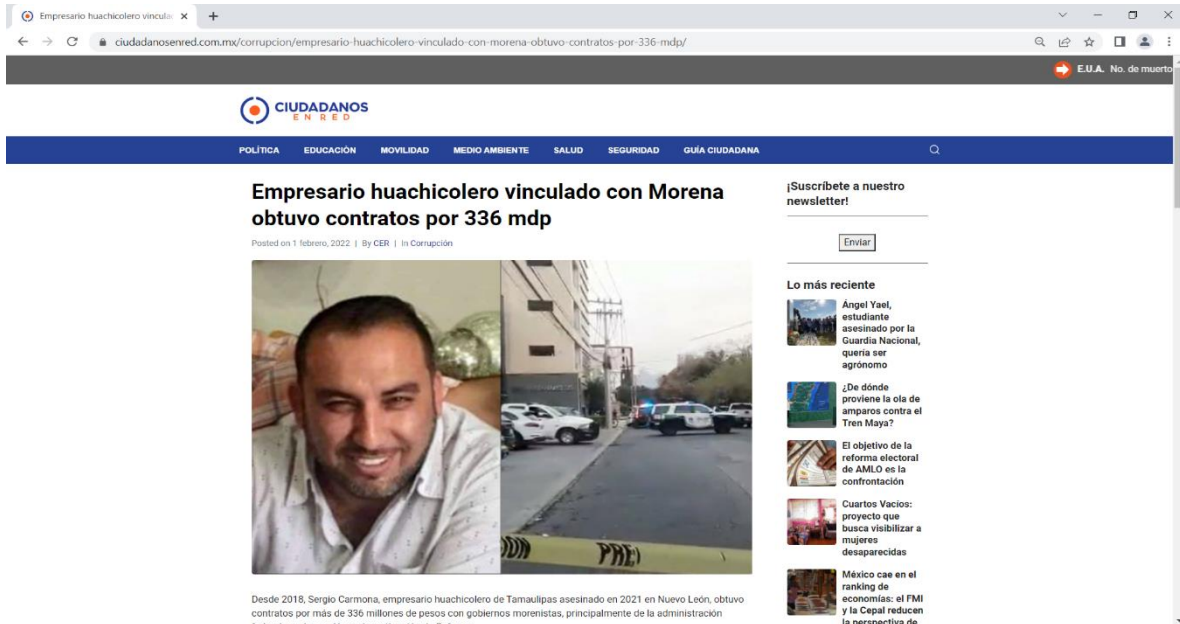 Empresario huachicolero vincula
ciudadanosenred.com.mx/corrupcion/empresario-huachicolero-vinculado-con-morena-obtuvo-contratos-por-336-mdp/
E.U.A. No. de muerto
CIUDADANOS
EN RED
POLÍTICA EDUCACIÓN MOVILIDAD MEDIO AMBIENTE SALUD SEGURIDAD GUÍA CIUDADANA
Empresario huachicolero vinculado con Morena
obtuvo contratos por 336 mdp
Posted on 1 febrero, 2022 | By CER | In Corrupción
PRE
Desde 2018, Sergio Carmona, empresario huachicolero de Tamaulipas asesinado en 2021 en Nuevo León, obtuvo
contratos por más de 336 millones de pesos con gobiernos morenistas, principalmente de la administración
¡Suscríbete a nuestro
newsletter!
Enviar
Lo más reciente
Ángel Yael,
estudiante
asesinado por la
Guardia Nacional,
quería ser
agrónomo
¿De dónde
proviene la ola de
amparos contra el
Tren Maya?
El objetivo de la
reforma electoral
de AMLO es la
confrontación
Cuartos Vacíos:
proyecto que
busca visibilizar a
mujeres
desaparecidas
México cae en el
ranking de
economías: el FMI
y la Cepal reducen
la perspectiva de